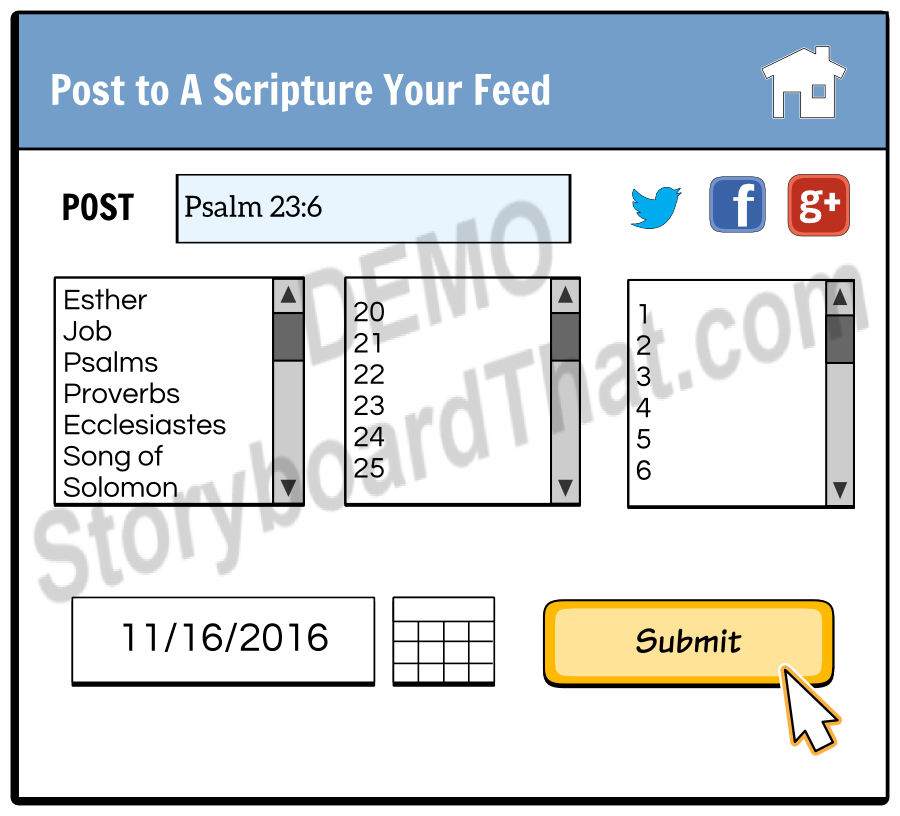 Post to A Scripture Your Feed
POST
Psalm 23:6
f
g+
Esther
Job
Psalms
Proverbs
Ecclesiastes
Song of
Solomon
20
21
22
23
24
25
1
2
3
4
5
6
DEMO
StoryboardThat.com
11/16/2016
Submit